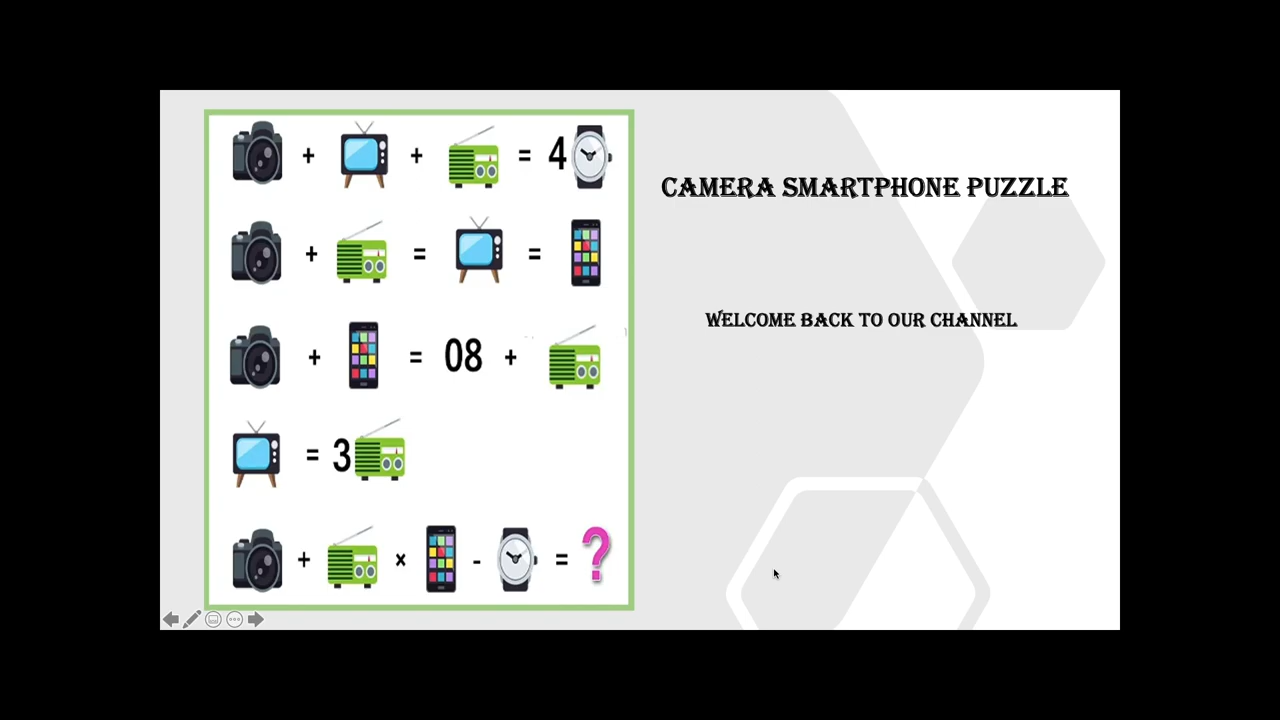 + + = 4
CAMERA SMARTPHONE PUZZLE
+ = =
WELCOME BACK TO OUR CHANNEL
+ = 08 +
= 3
+ × - = ?